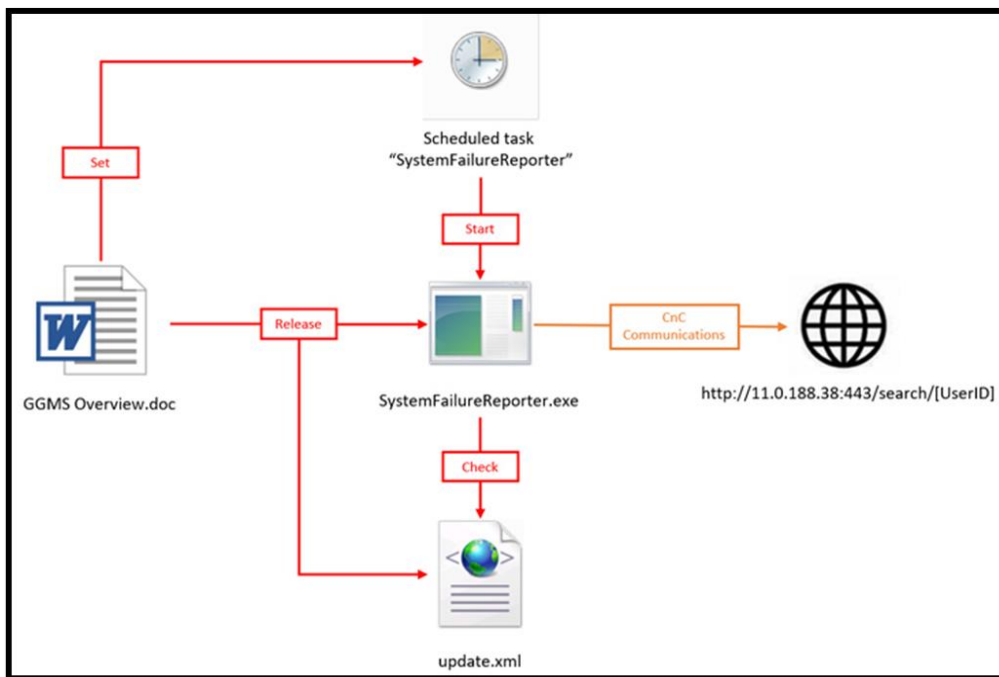 Scheduled task
“SystemFailureReporter”
Set
Start
W
Release
CnC
Communications
GGMS Overview.doc
SystemFailureReporter.exe
http://11.0.188.38:443/search/[UserID]
Check
update.xml